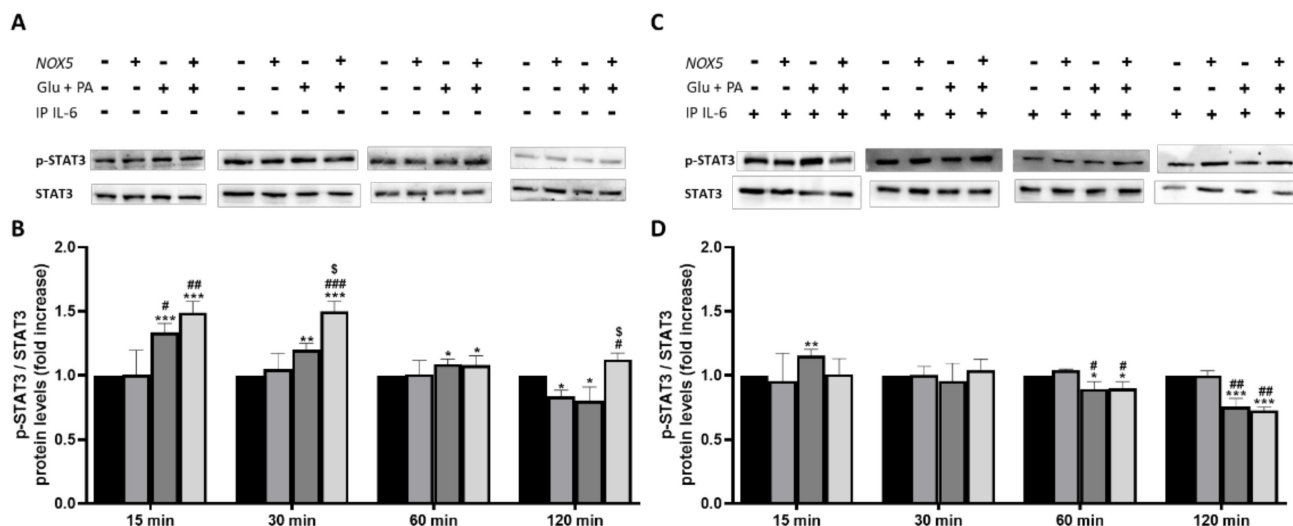 A
NOX5 - + - + - + - + - + - + - + - +
Glu + PA - - + + - - + + - - + + - - + +
IP IL-6 - - - - - - - - - - - - - - - -
p-STAT3
STAT3
B
p-STAT3 / STAT3
protein levels (fold increase)
2.0
1.5
1.0
0.5
0.0
#
***
##
***
**
$
###
***
*
*
*
*
$
#
15 min 30 min 60 min 120 min
C
NOX5 - + - + - + - + - + - + - + - +
Glu + PA - - + + - - + + - - + + - - + +
IP IL-6 + + + + + + + + + + + + + + + +
p-STAT3
STAT3
D
p-STAT3 / STAT3
protein levels (fold increase)
2.0
1.5
1.0
0.5
0.0
**
#
*
#
*
##
***
##
***
15 min 30 min 60 min 120 min